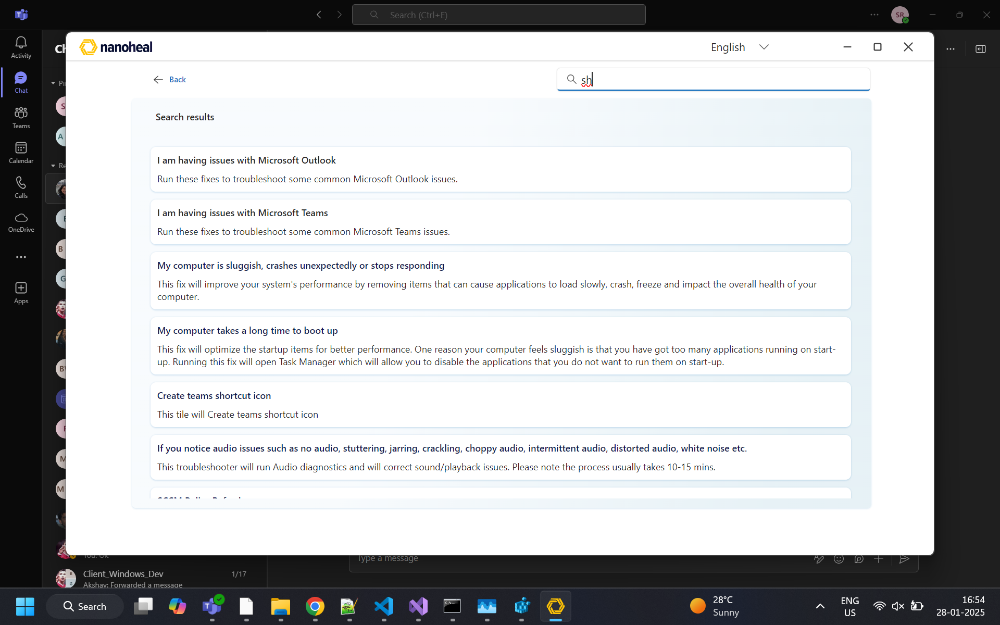 Search (Ctrl+E)
SR
Activity
Chat
Teams
Calendar
Calls
OneDrive
Apps
nanoheal
English
Back
sh
Search results
I am having issues with Microsoft Outlook
Run these fixes to troubleshoot some common Microsoft Outlook issues.
I am having issues with Microsoft Teams
Run these fixes to troubleshoot some common Microsoft Teams issues.
My computer is sluggish, crashes unexpectedly or stops responding
This fix will improve your system's performance by removing items that can cause applications to load slowly, crash, freeze and impact the overall health of your
computer.
My computer takes a long time to boot up
This fix will optimize the startup items for better performance. One reason your computer feels sluggish is that you have got too many applications running on start-
up. Running this fix will open Task Manager which will allow you to disable the applications that you do not want to run them on start-up.
Create teams shortcut icon
This tile will Create teams shortcut icon
If you notice audio issues such as no audio, stuttering, jarring, crackling, choppy audio, intermittent audio, distorted audio, white noise etc.
This troubleshooter will run Audio diagnostics and will correct sound/playback issues. Please note the process usually takes 10-15 mins.
You: Ok
Type a message
Client_Windows_Dev
1/17
Akshay: Forwarded a message
Search
28°C
Sunny
ENG
US
16:54
28-01-2025